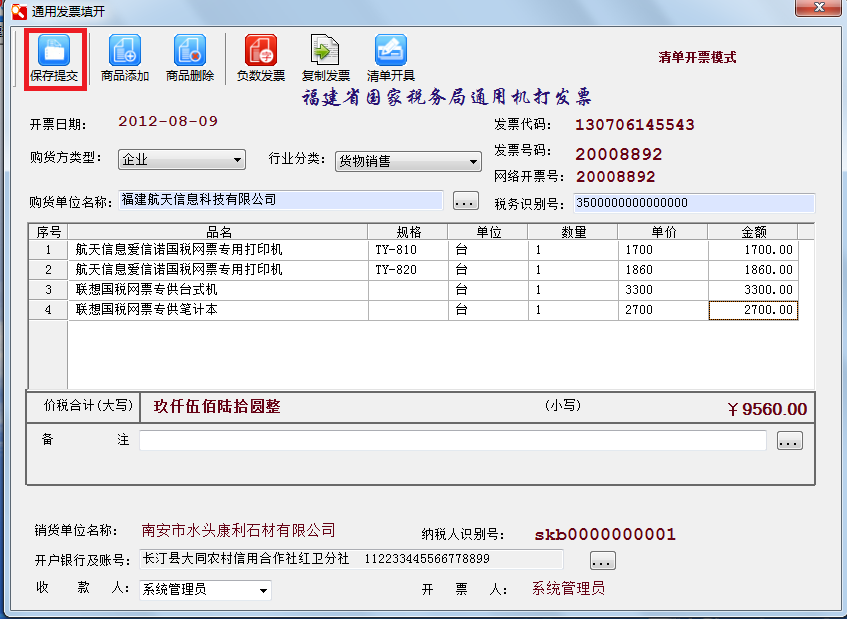 通用发票填开
保存提交 商品添加 商品删除 负数发票 复制发票 清单开具
清单开票模式
福建省国家税务局通用机打发票
开票日期: 2012-08-09
发票代码: 130706145543
购货方类型: 企业 行业分类: 货物销售
发票号码: 20008892
网络开票号: 20008892
购货单位名称: 福建航天信息科技有限公司 ...
税务识别号: 3500000000000000
序号 品名 规格 单位 数量 单价 金额
1 航天信息爱信诺国税网票专用打印机 TY-810 台 1 1700 1700.00
2 航天信息爱信诺国税网票专用打印机 TY-820 台 1 1860 1860.00
3 联想国税网票专供台式机 台 1 3300 3300.00
4 联想国税网票专供笔计本 台 1 2700 2700.00
价税合计(大写) 玖仟伍佰陆拾圆整 (小写) ￥9560.00
备 注 ...
销货单位名称: 南安市水头康利石材有限公司 纳税人识别号: skb0000000001
开户银行及账号: 长汀县大同农村信用合作社红卫分社 112233445566778899 ...
收 款 人: 系统管理员 开 票 人: 系统管理员